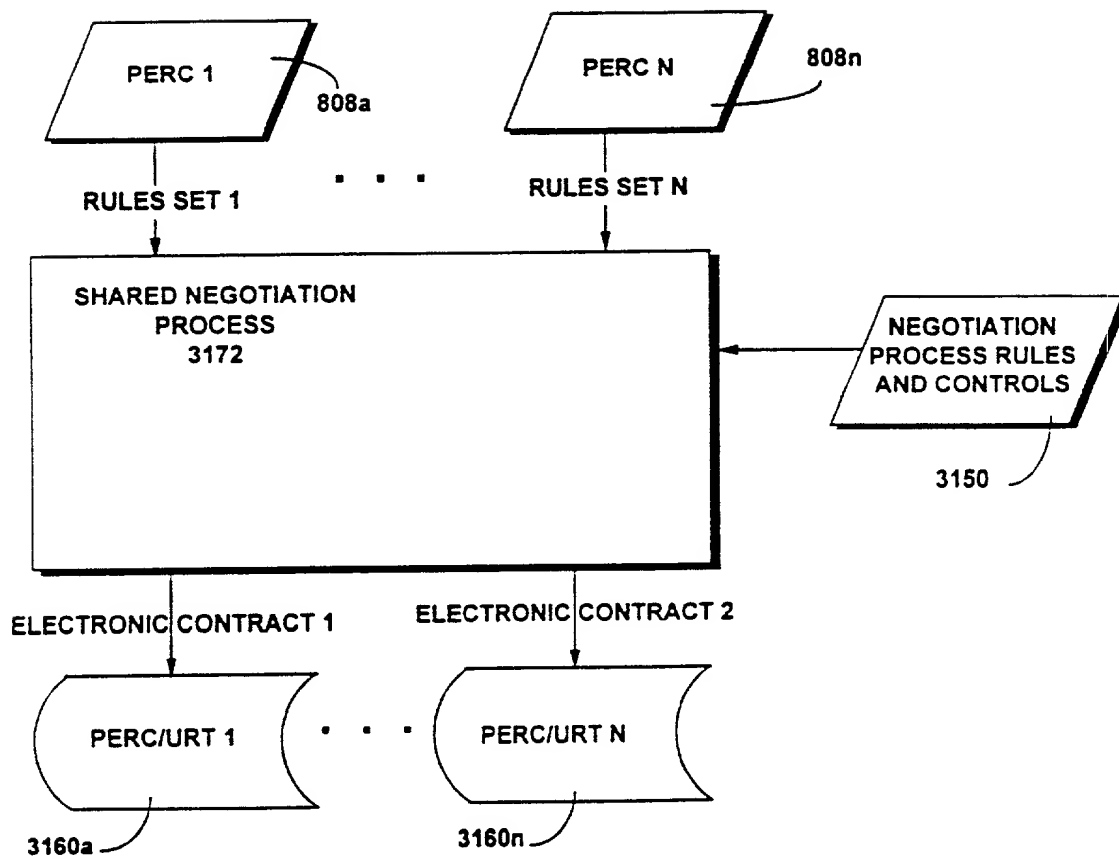 PERC 1
808a
PERC N
808n
RULES SET 1
RULES SET N
SHARED NEGOTIATION
PROCESS
3172
NEGOTIATION
PROCESS RULES
AND CONTROLS
3150
ELECTRONIC CONTRACT 1
ELECTRONIC CONTRACT 2
PERC/URT 1
PERC/URT N
3160a
3160n